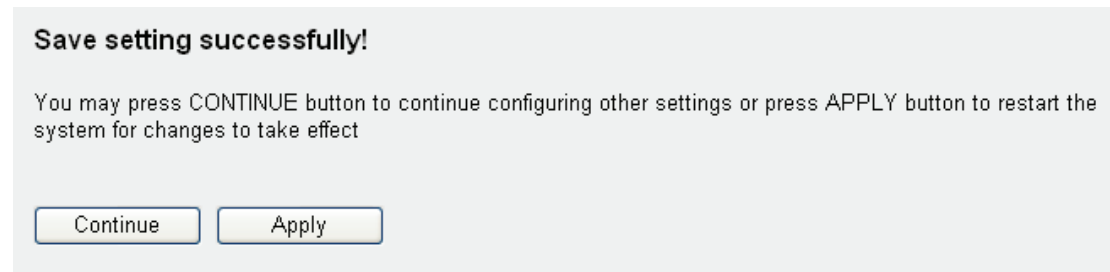 Save setting successfully!
You may press CONTINUE button to continue configuring other settings or press APPLY button to restart the
system for changes to take effect
Continue Apply